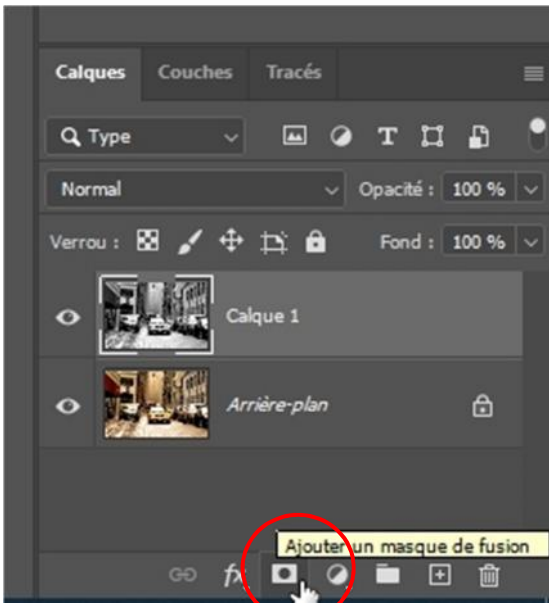 Calques Couches Tracés
Type T
Normal Opacité : 100 %
Verrou : Fond : 100 %
Calque 1
Arrière-plan
Ajouter un masque de fusion
fx